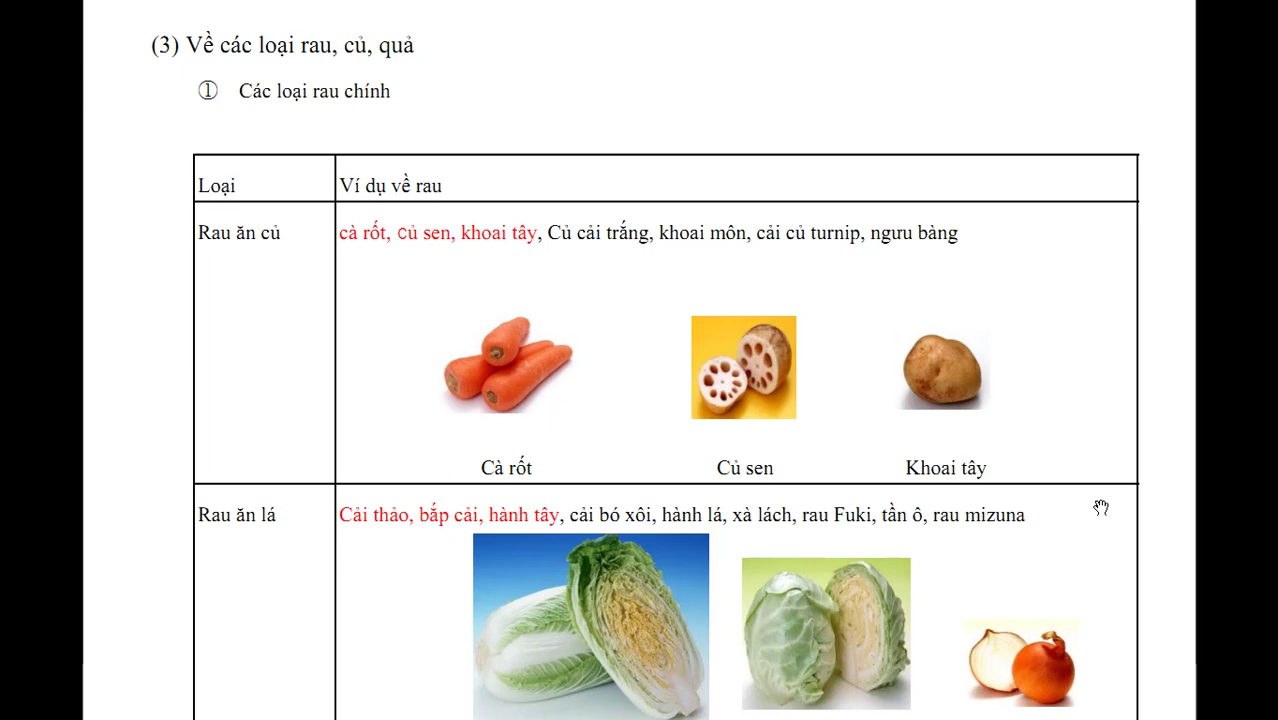 (3) Về các loại rau, củ, quả
① Các loại rau chính
Loại
Ví dụ về rau
Rau ăn củ
cà rốt, củ sen, khoai tây, Củ cải trắng, khoai môn, cải củ turnip, ngưu bàng
Cà rốt
Củ sen
Khoai tây
Rau ăn lá
Cải thảo, bắp cải, hành tây, cải bó xôi, hành lá, xà lách, rau Fuki, tần ô, rau mizuna